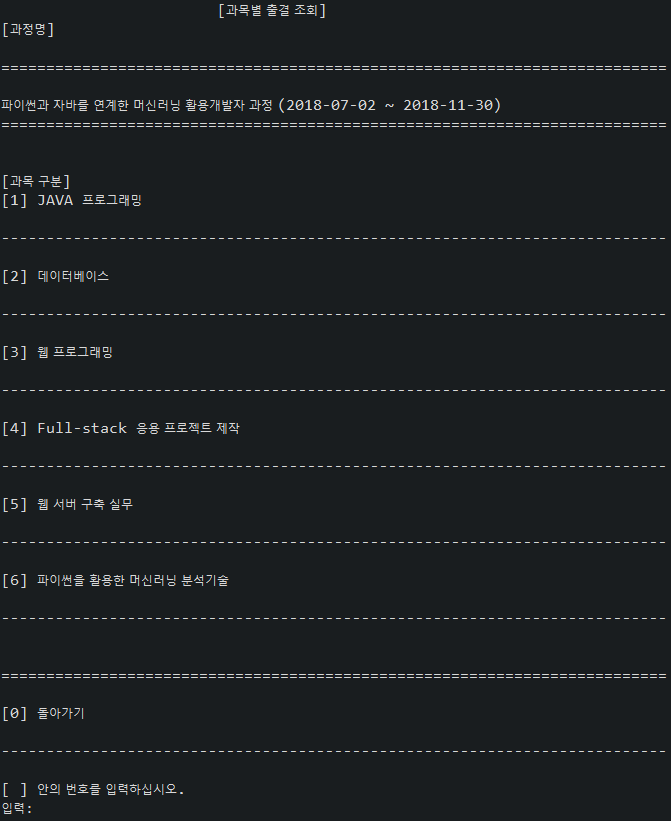 [과목별 출결 조회]
[과정명]
==========================================================================
파이썬과 자바를 연계한 머신러닝 활용개발자 과정 (2018-07-02 ~ 2018-11-30)
==========================================================================
[과목 구분]
[1] JAVA 프로그래밍
--------------------------------------------------------------------------
[2] 데이터베이스
--------------------------------------------------------------------------
[3] 웹 프로그래밍
--------------------------------------------------------------------------
[4] Full-stack 응용 프로젝트 제작
--------------------------------------------------------------------------
[5] 웹 서버 구축 실무
--------------------------------------------------------------------------
[6] 파이썬을 활용한 머신러닝 분석기술
--------------------------------------------------------------------------
==========================================================================
[0] 돌아가기
--------------------------------------------------------------------------
[ ] 안의 번호를 입력하십시오.
입력: